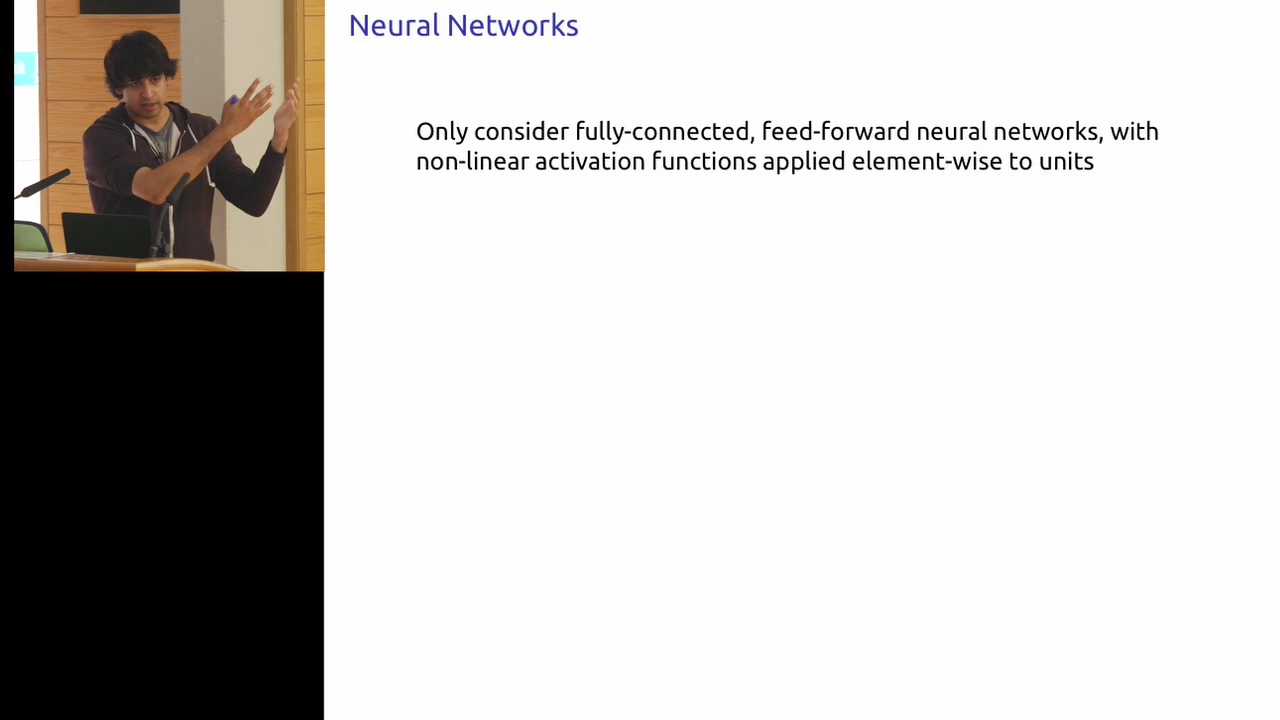 Neural Networks
Only consider fully-connected, feed-forward neural networks, with
non-linear activation functions applied element-wise to units